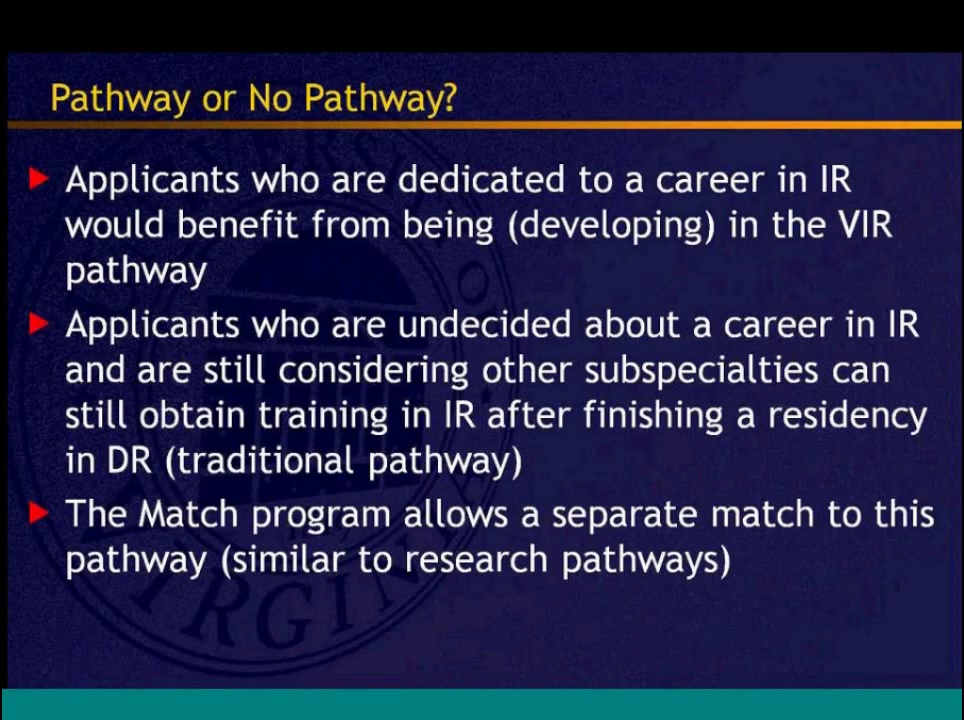 Pathway or No Pathway?
Applicants who are dedicated to a career in IR
would benefit from being (developing) in the VIR
pathway
Applicants who are undecided about a career in IR
and are still considering other subspecialties can
still obtain training in IR after finishing a residency
in DR (traditional pathway)
The Match program allows a separate match to this
pathway (similar to research pathways)